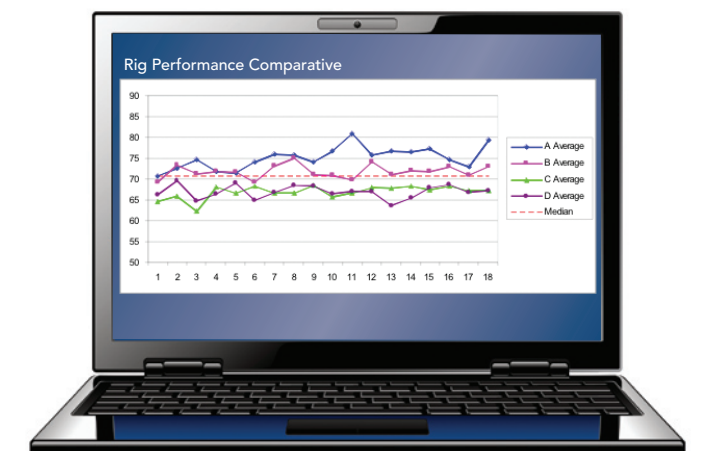 Rig Performance Comparative
90
85
80
75
70
65
60
55
50
1 2 3 4 5 6 7 8 9 10 11 12 13 14 15 16 17 18
A Average
B Average
C Average
D Average
Median